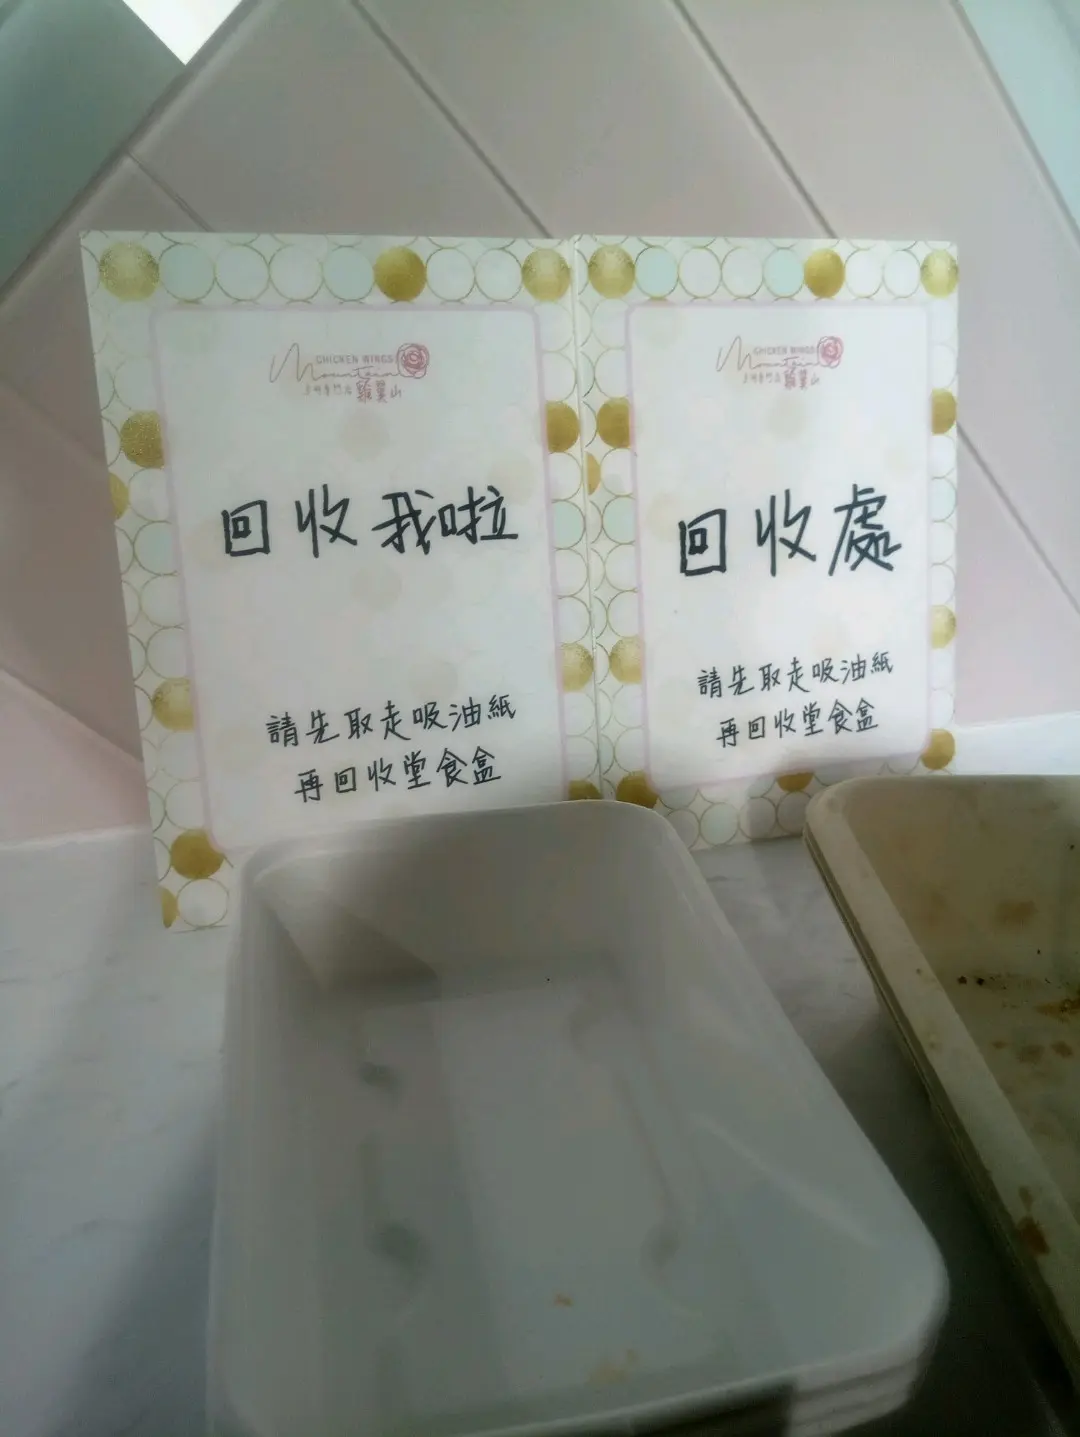 CHICKEN WINGS
Mountain
雞翼山
回收我啦
請先取走吸油紙
再回收堂食盒
CHICKEN WINGS
Mountain
雞翼山
回收處
請先取走吸油紙
再回收堂食盒